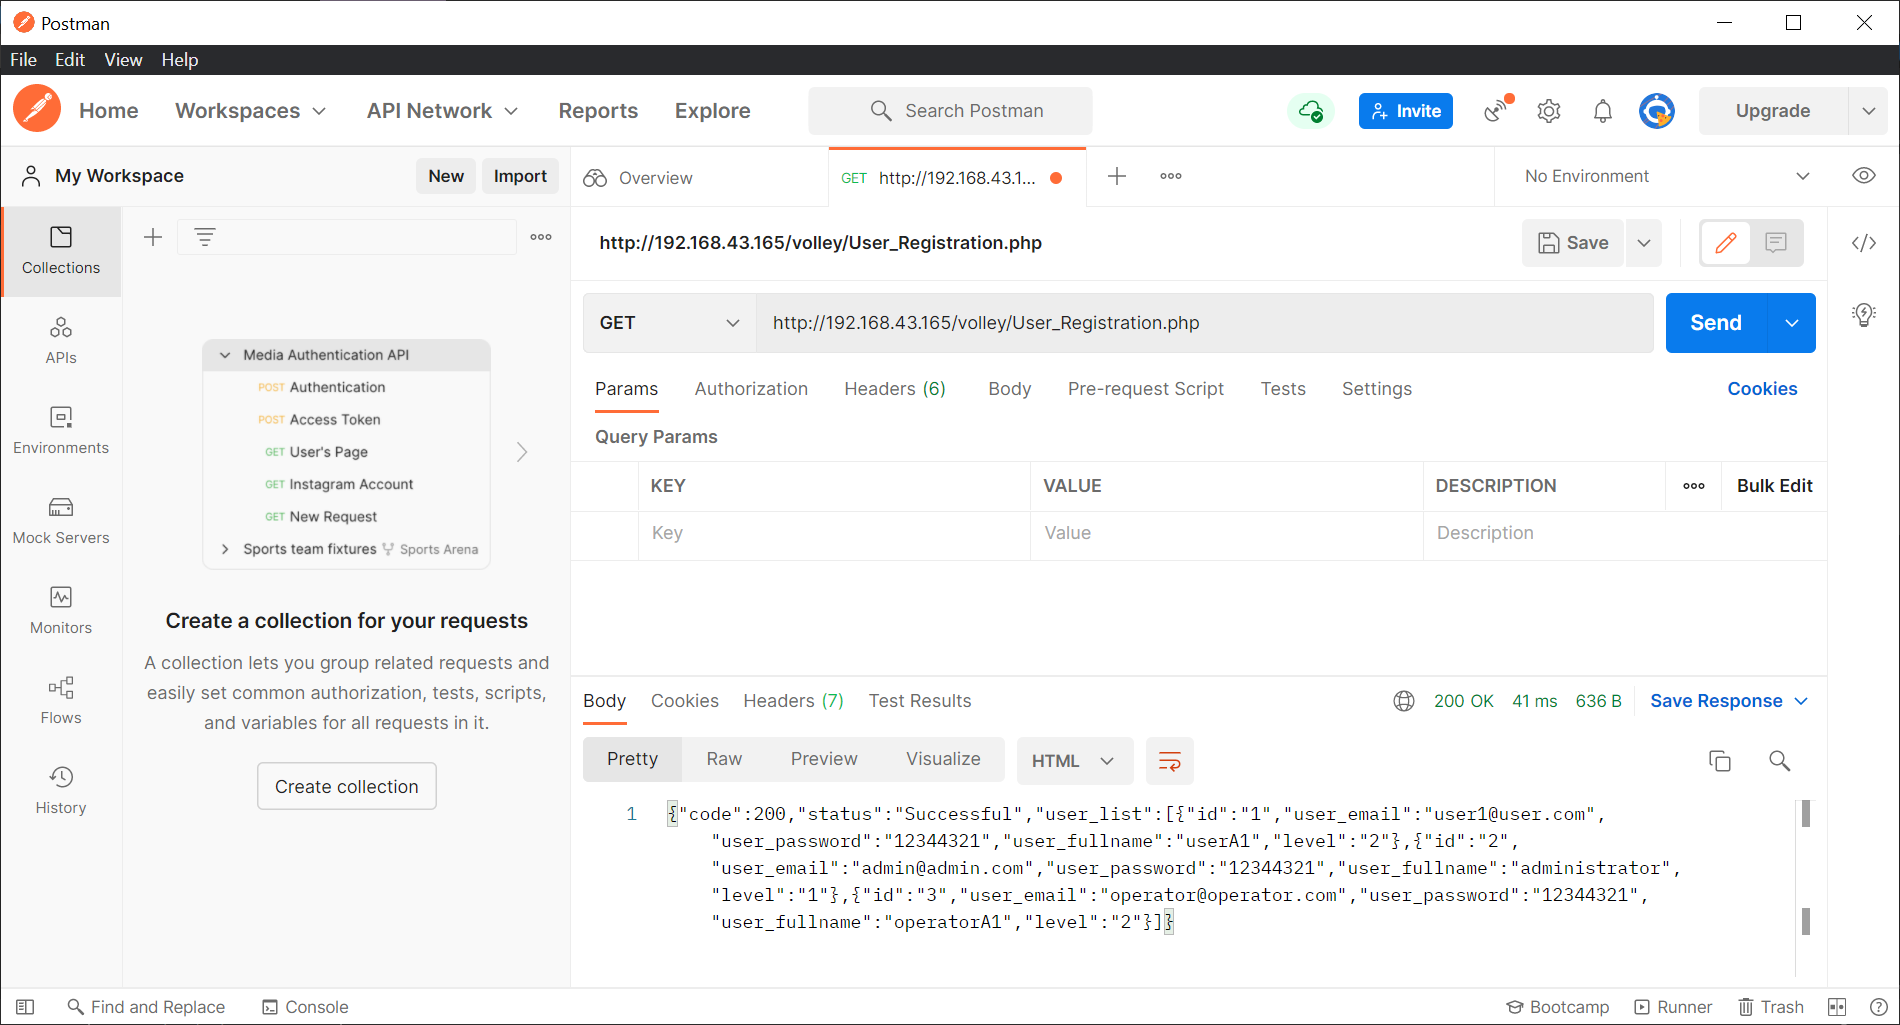 Postman
File Edit View Help
Home Workspaces API Network Reports Explore Search Postman Invite Upgrade
My Workspace New Import Overview GET http://192.168.43.1... No Environment
Collections
APIs
Environments
Mock Servers
Monitors
Flows
History
Media Authentication API
POST Authentication
POST Access Token
GET User's Page
GET Instagram Account
GET New Request
Sports team fixtures Sports Arena
Create a collection for your requests
A collection lets you group related requests and
easily set common authorization, tests, scripts,
and variables for all requests in it.
Create collection
http://192.168.43.165/volley/User_Registration.php Save
GET http://192.168.43.165/volley/User_Registration.php Send
Params Authorization Headers (6) Body Pre-request Script Tests Settings Cookies
Query Params
KEY VALUE DESCRIPTION Bulk Edit
Key Value Description
Body Cookies Headers (7) Test Results 200 OK 41 ms 636 B Save Response
Pretty Raw Preview Visualize HTML
1 {"code":200,"status":"Successful","user_list":[{"id":"1","user_email":"user1@user.com",
"user_password":"12344321","user_fullname":"userA1","level":"2"},{"id":"2",
"user_email":"admin@admin.com","user_password":"12344321","user_fullname":"administrator",
"level":"1"},{"id":"3","user_email":"operator@operator.com","user_password":"12344321",
"user_fullname":"operatorA1","level":"2"}]}
Find and Replace Console Bootcamp Runner Trash